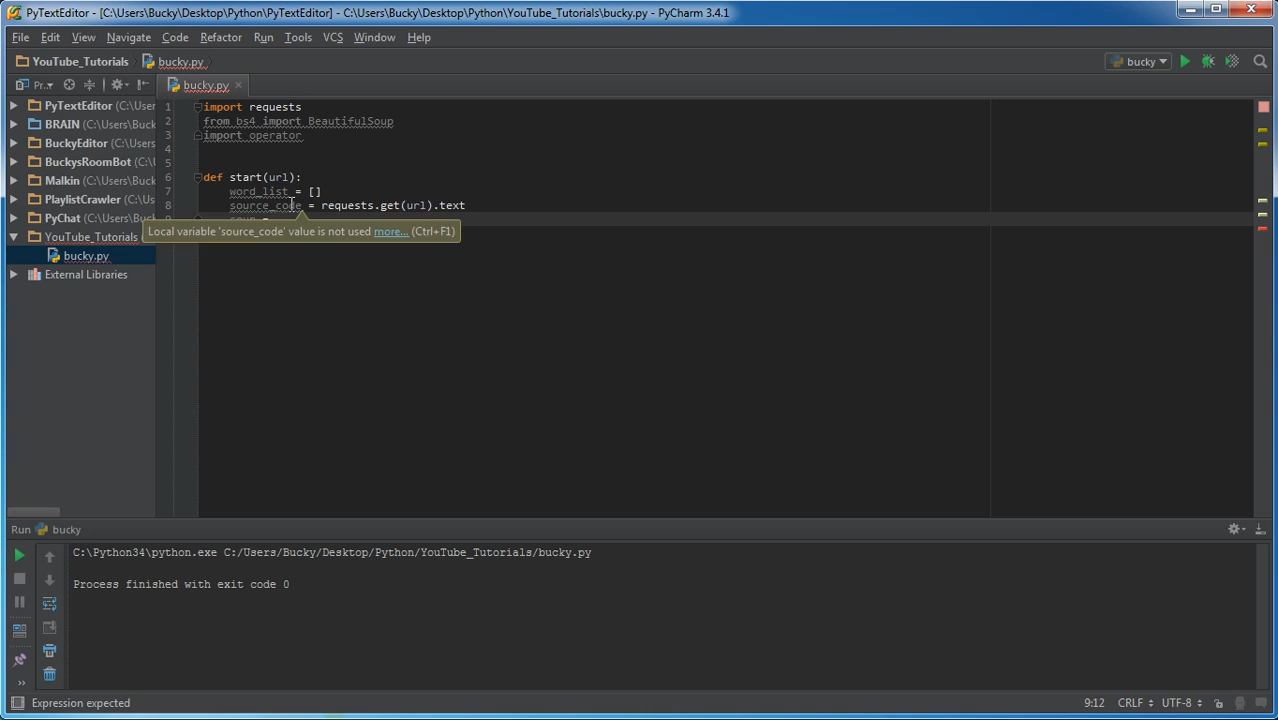 PyTextEditor - [C:\Users\Bucky\Desktop\Python\PyTextEditor] - C:\Users\Bucky\Desktop\Python\YouTube_Tutorials\bucky.py - PyCharm 3.4.1
File Edit View Navigate Code Refactor Run Tools VCS Window Help
YouTube_Tutorials bucky.py bucky
Pr.. bucky.py
PyTextEditor (C:\Use
BRAIN (C:\Users\Buck
BuckyEditor (C:\Users
BuckysRoomBot (C:\
Malkin (C:\Users\Buc
PlaylistCrawler (C:\Us
PyChat (C:\Users\Buc
YouTube_Tutorials
bucky.py
External Libraries
1 import requests
2 from bs4 import BeautifulSoup
3 import operator
4
5
6 def start(url):
7 word_list = []
8 source_code = requests.get(url).text
9 soup =
Local variable 'source_code' value is not used more... (Ctrl+F1)
Run bucky
C:\Python34\python.exe C:/Users/Bucky/Desktop/Python/YouTube_Tutorials/bucky.py
Process finished with exit code 0
Expression expected 9:12 CRLF UTF-8